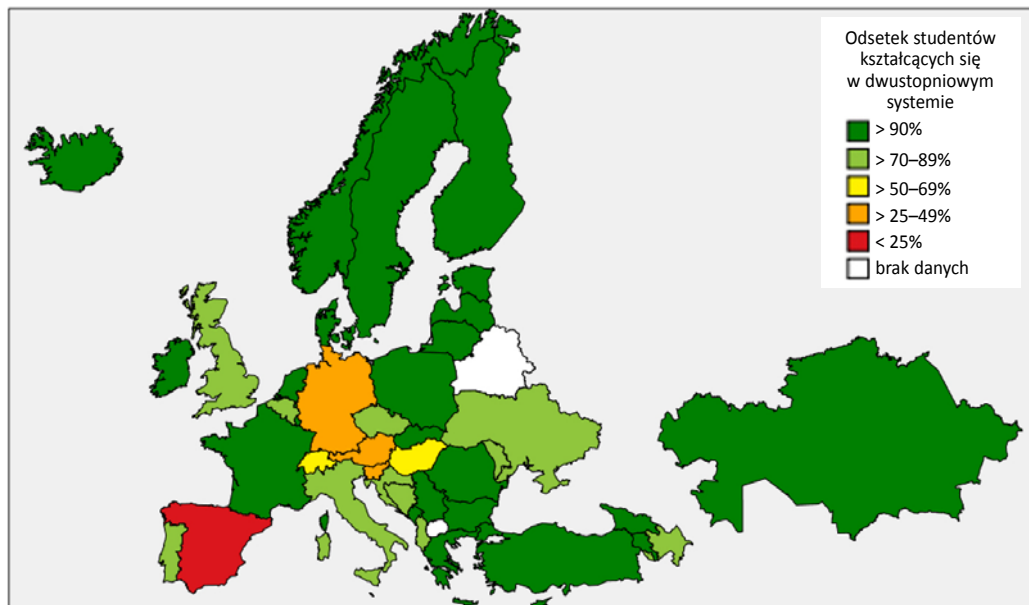 Odsetek studentów
kształcących się
w dwustopniowym
systemie
> 90%
> 70–89%
> 50–69%
> 25–49%
< 25%
brak danych